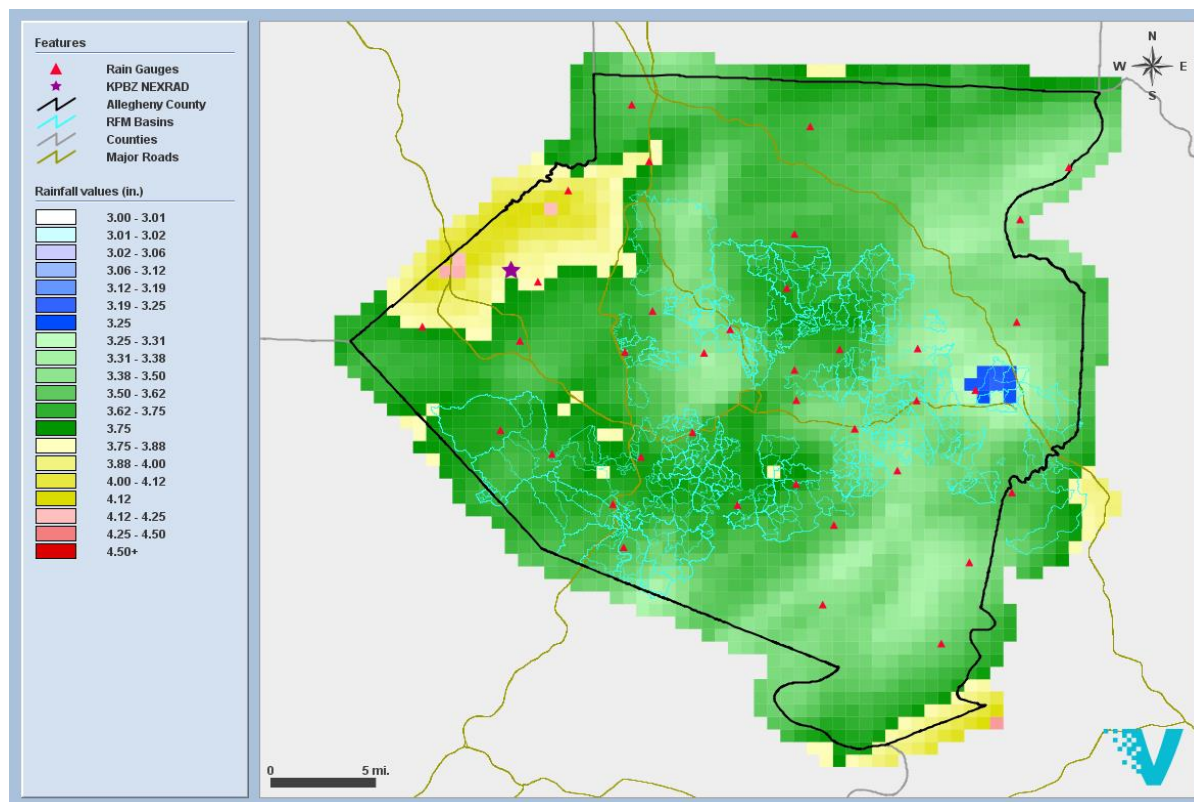 Features
Rain Gauges
KPBZ NEXRAD
Allegheny County
RFM Basins
Counties
Major Roads
Rainfall values (in.)
3.00 - 3.01
3.01 - 3.02
3.02 - 3.06
3.06 - 3.12
3.12 - 3.19
3.19 - 3.25
3.25
3.25 - 3.31
3.31 - 3.38
3.38 - 3.50
3.50 - 3.62
3.62 - 3.75
3.75
3.75 - 3.88
3.88 - 4.00
4.00 - 4.12
4.12
4.12 - 4.25
4.25 - 4.50
4.50+
N
W E
S
0 5 mi.
V